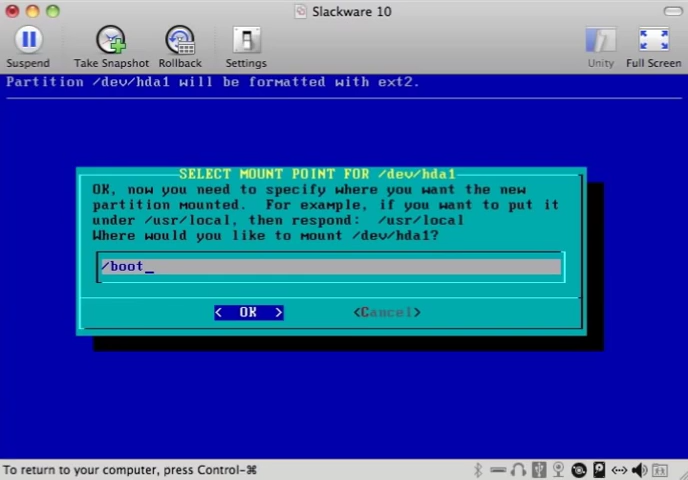 Slackware 10
Suspend
Take Snapshot
Rollback
Settings
Unity
Full Screen
Partition /dev/hda1 will be formatted with ext2.
SELECT MOUNT POINT FOR /dev/hda1
OK, now you need to specify where you want the new
partition mounted.  For example, if you want to put it
under /usr/local, then respond:  /usr/local
Where would you like to mount /dev/hda1?
/boot_
<  OK  >
<Cancel>
To return to your computer, press Control-⌘